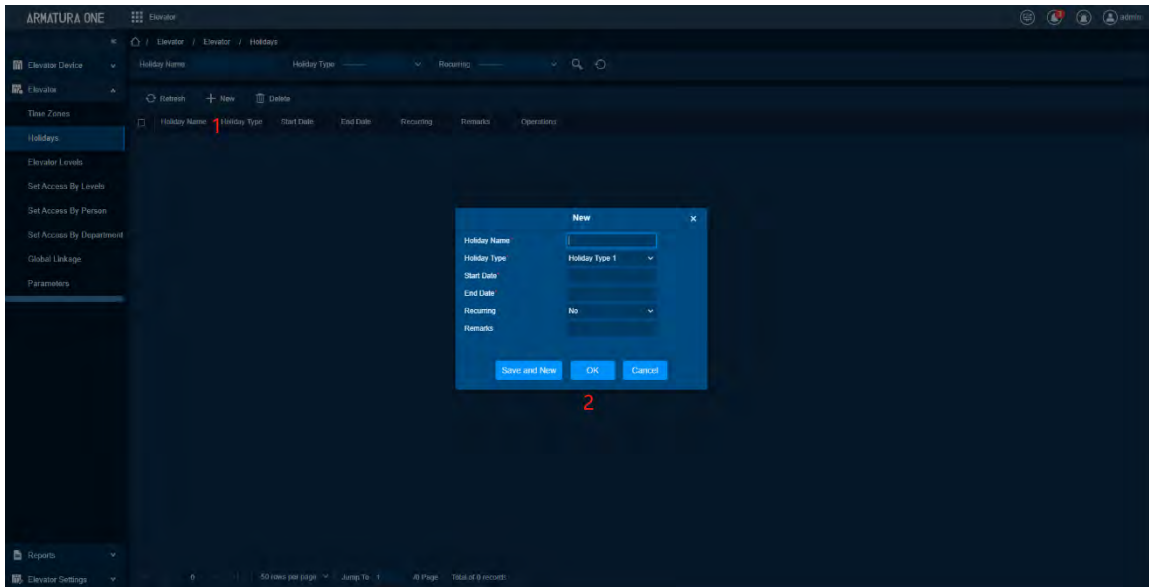 ARMATURA ONE
Elevator
admin
Elevator / Elevator / Holidays
Elevator Device
Holiday Name Holiday Type Recurring
Elevator
Refresh New Delete
Time Zones
Holiday Name Holiday Type Start Date End Date Recurring Remarks Operations
1
Holidays
Elevator Levels
Set Access By Levels
Set Access By Person
Set Access By Department
Global Linkage
Parameters
New
Holiday Name
Holiday Type Holiday Type 1
Start Date
End Date
Recurring No
Remarks
Save and New OK Cancel
2
Reports
Elevator Settings
0 50 rows per page Jump To 1 /0 Page Total of 0 records